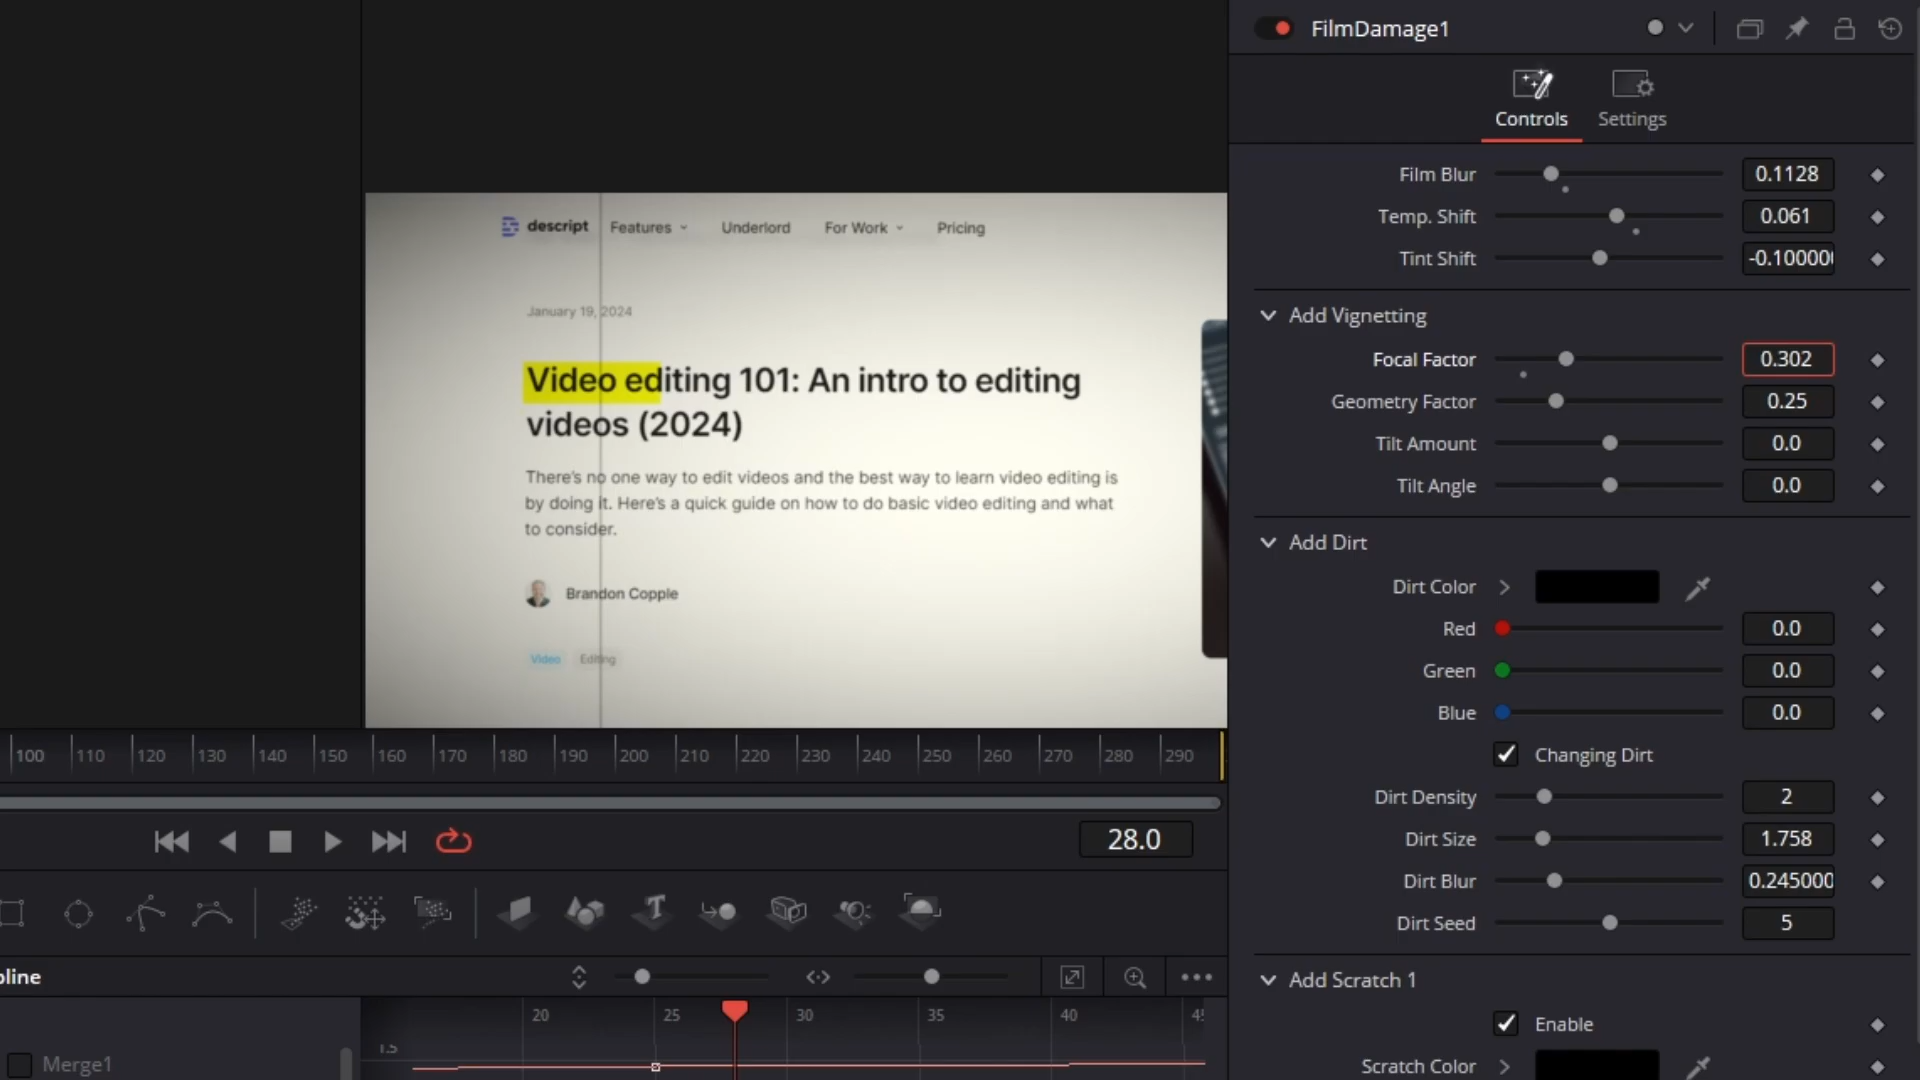 FilmDamage1
Controls
Settings
Film Blur 0.1128
Temp. Shift 0.061
Tint Shift -0.10000
Add Vignetting
Focal Factor 0.302
Geometry Factor 0.25
Tilt Amount 0.0
Tilt Angle 0.0
Add Dirt
Dirt Color
Red 0.0
Green 0.0
Blue 0.0
Changing Dirt
Dirt Density 2
Dirt Size 1.758
Dirt Blur 0.245000
Dirt Seed 5
Add Scratch 1
Enable
Scratch Color
descript Features Underlord For Work Pricing
January 19, 2024
Video editing 101: An intro to editing
videos (2024)
There's no one way to edit videos and the best way to learn video editing is
by doing it. Here's a quick guide on how to do basic video editing and what
to consider.
Brandon Copple
Video Editing
100 110 120 130 140 150 160 170 180 190 200 210 220 230 240 250 260 270 280 290
28.0
pline
20 25 30 35 40
1.5
Merge1